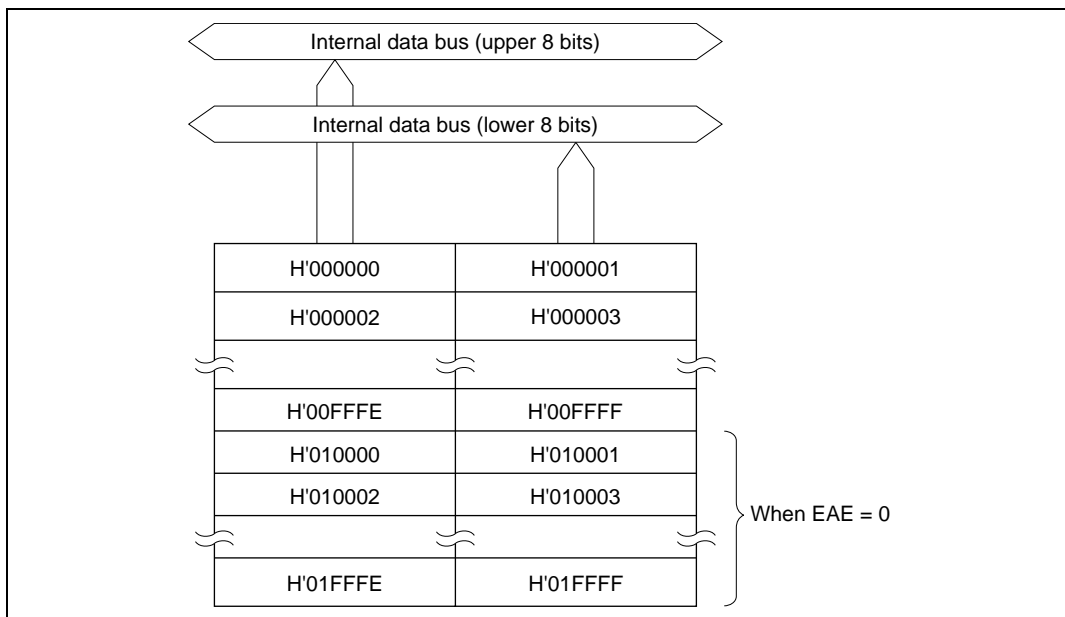 Internal data bus (upper 8 bits)
Internal data bus (lower 8 bits)
H'000000 H'000001
H'000002 H'000003
H'00FFFE H'00FFFF
H'010000 H'010001
H'010002 H'010003
When EAE = 0
H'01FFFE H'01FFFF